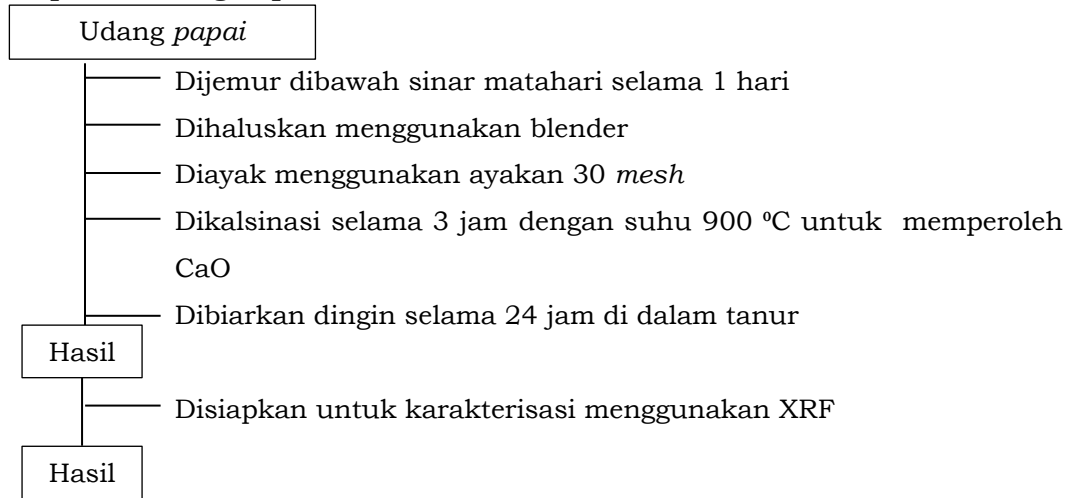 Udang papai
Dijemur dibawah sinar matahari selama 1 hari
Dihaluskan menggunakan blender
Diayak menggunakan ayakan 30 mesh
Dikalsinasi selama 3 jam dengan suhu 900 ⁰C untuk memperoleh
CaO
Dibiarkan dingin selama 24 jam di dalam tanur
Hasil
Disiapkan untuk karakterisasi menggunakan XRF
Hasil